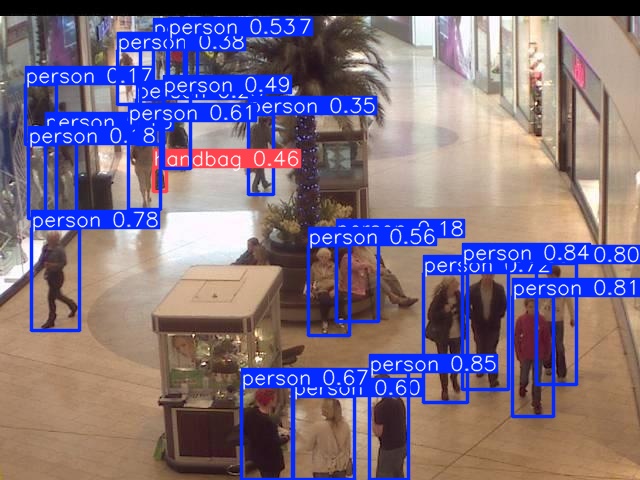 person 0.537
person 0.38
person 0.17
person 0.49
person 0.35
person 0.61
person
person 0.18
handbag 0.46
person 0.78
0.18
person 0.56
person 0.84
0.80
person 0.72
person 0.81
person 0.85
person 0.67
person 0.60